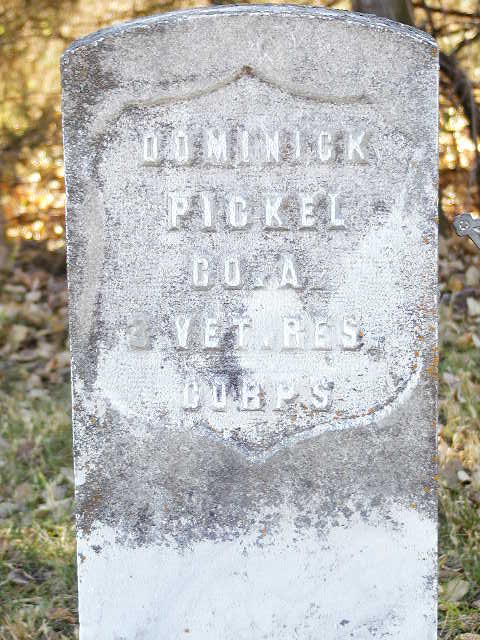 DOMINICK
PICKEL
CO. A.
3 VET. RES.
CORPS